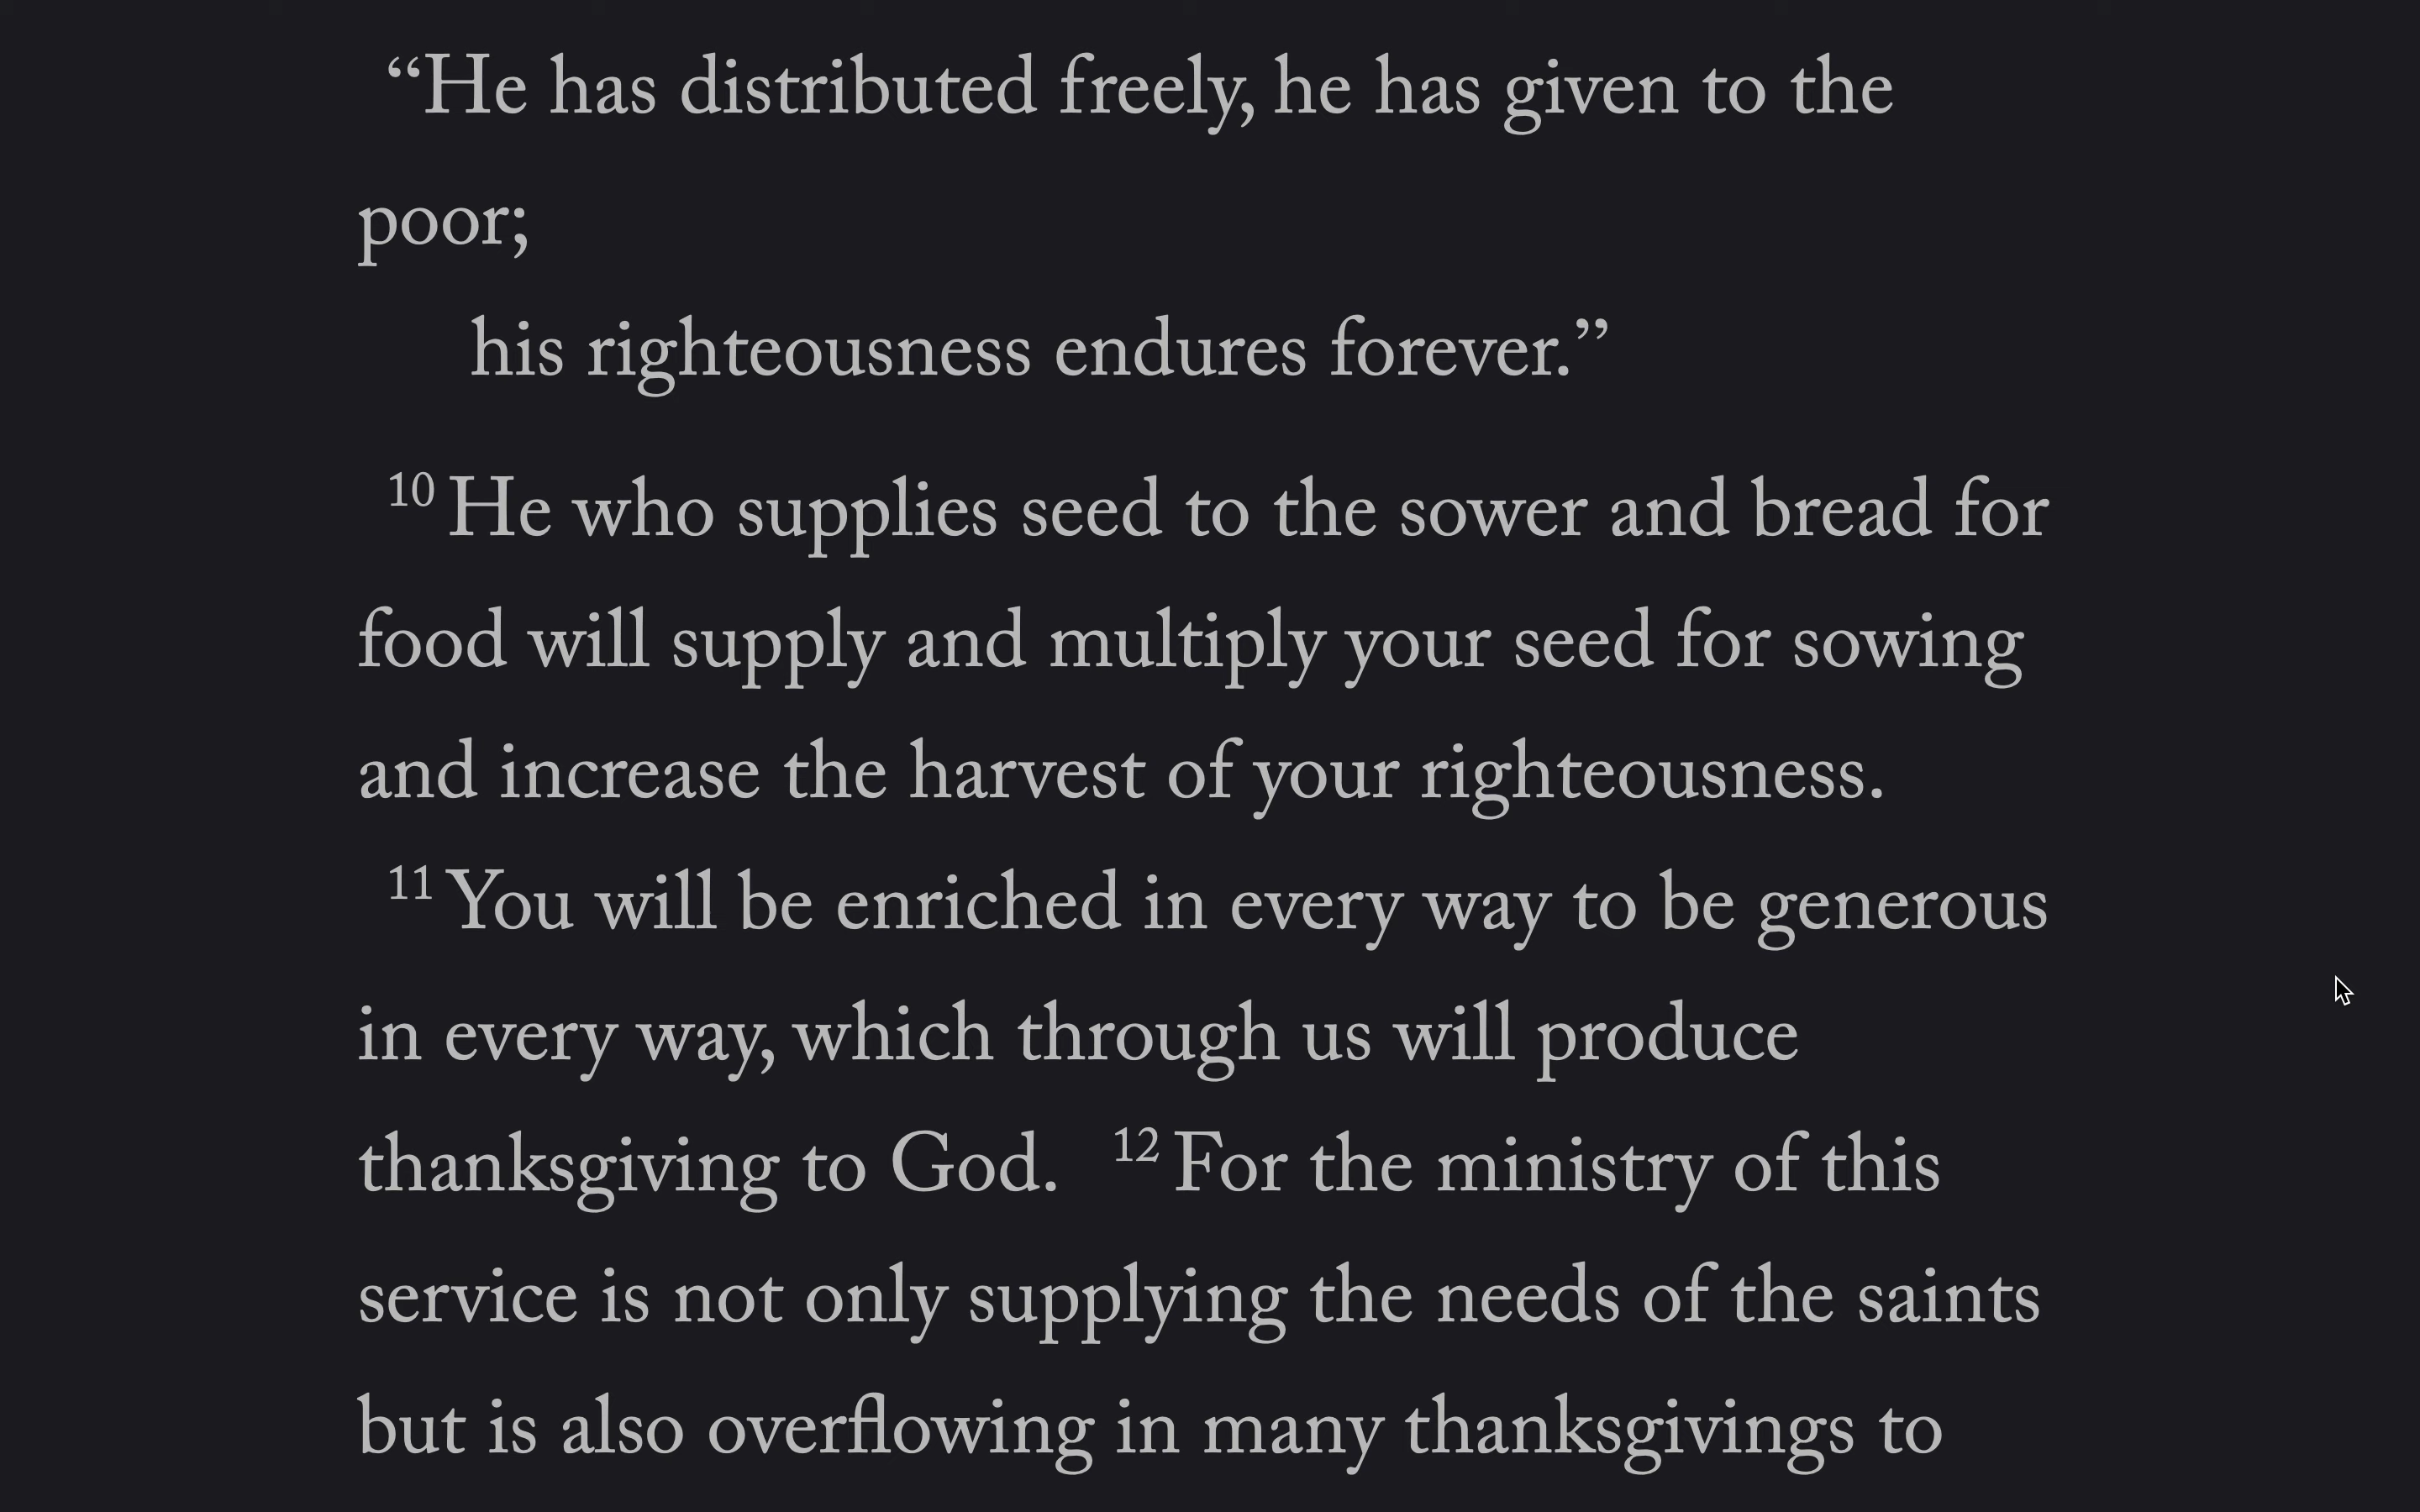 “He has distributed freely, he has given to the
poor;
his righteousness endures forever.”
10 He who supplies seed to the sower and bread for
food will supply and multiply your seed for sowing
and increase the harvest of your righteousness.
11 You will be enriched in every way to be generous
in every way, which through us will produce
thanksgiving to God. 12 For the ministry of this
service is not only supplying the needs of the saints
but is also overflowing in many thanksgivings to